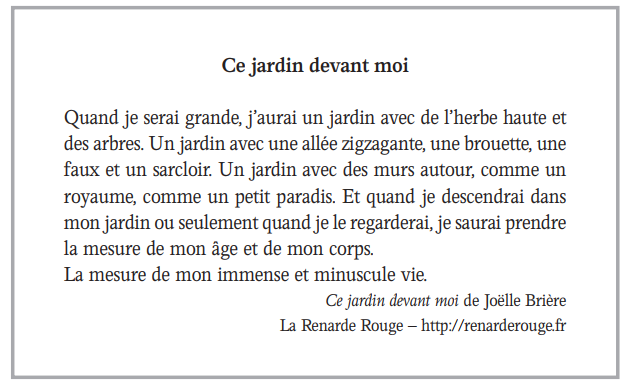 Ce jardin devant moi
Quand je serai grande, j’aurai un jardin avec de l’herbe haute et
des arbres. Un jardin avec une allée zigzagante, une brouette, une
faux et un sarcloir. Un jardin avec des murs autour, comme un
royaume, comme un petit paradis. Et quand je descendrai dans
mon jardin ou seulement quand je le regarderai, je saurai prendre
la mesure de mon âge et de mon corps.
La mesure de mon immense et minuscule vie.
Ce jardin devant moi de Joëlle Brière
La Renarde Rouge – http://renarderouge.fr